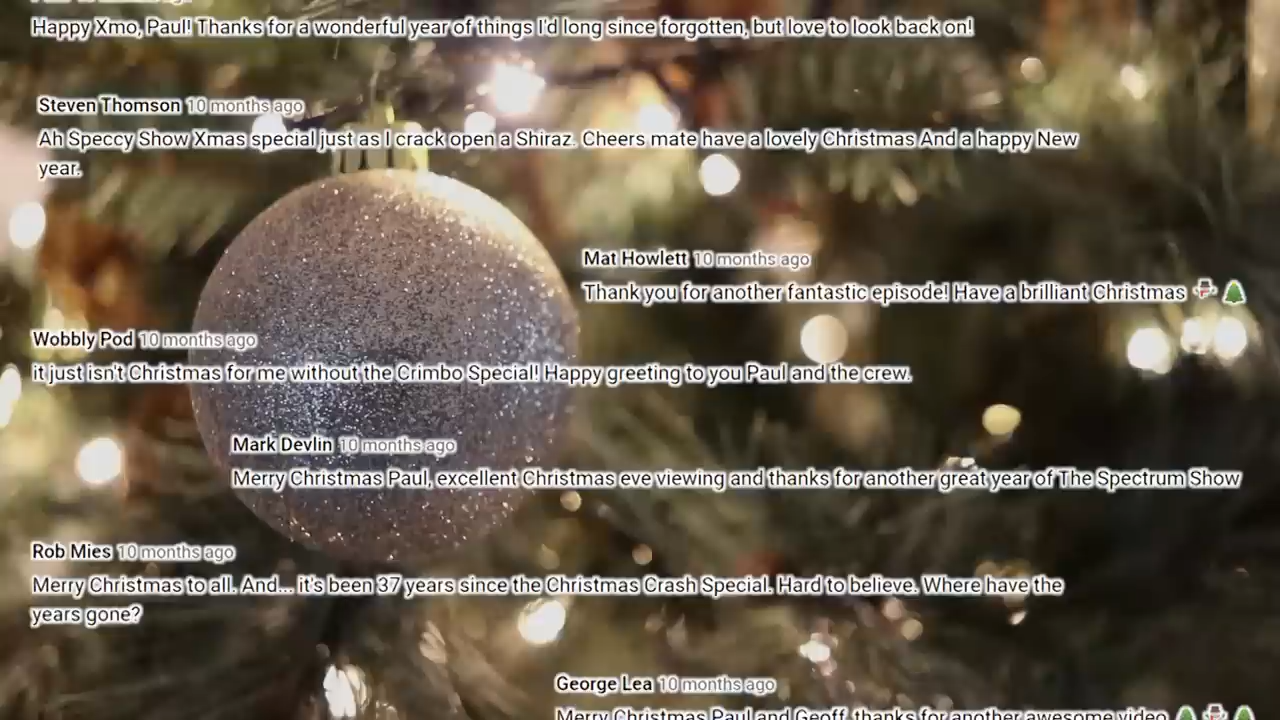 Happy Xmo, Paul! Thanks for a wonderful year of things I'd long since forgotten, but love to look back on!
Steven Thomson 10 months ago
Ah Speccy Show Xmas special just as I crack open a Shiraz. Cheers mate have a lovely Christmas And a happy New
year.
Mat Howlett 10 months ago
Thank you for another fantastic episode! Have a brilliant Christmas ⛄🎄
Wobbly Pod 10 months ago
it just isn't Christmas for me without the Crimbo Special! Happy greeting to you Paul and the crew.
Mark Devlin 10 months ago
Merry Christmas Paul, excellent Christmas eve viewing and thanks for another great year of The Spectrum Show
Rob Mies 10 months ago
Merry Christmas to all. And... it's been 37 years since the Christmas Crash Special. Hard to believe. Where have the
years gone?
George Lea 10 months ago
Merry Christmas Paul and Geoff, thanks for another awesome video 🎄⛄🎄